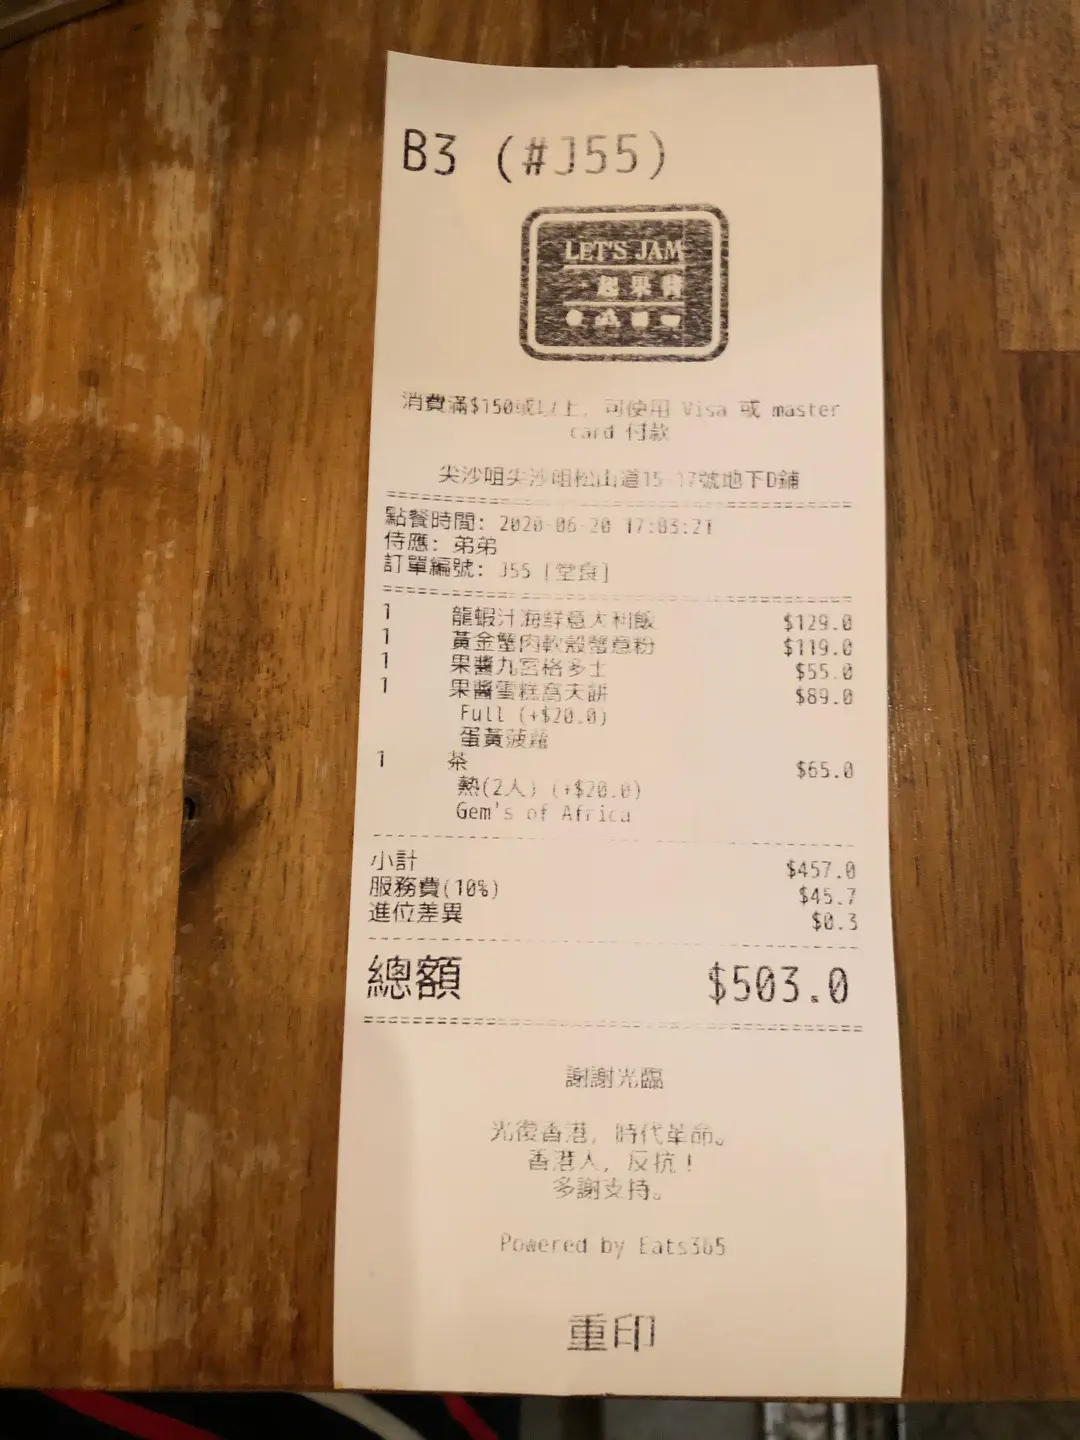 B3 (#J55)
LET'S JAM
一起果醬
消費滿$150或以上, 可使用 Visa 或 master
card 付款
尖沙咀尖沙咀松山道15-17號地下D鋪
點餐時間: 2020-06-20 17:03:21
侍應: 弟弟
訂單編號: J55 [堂食]
1 龍蝦汁海鮮意大利飯 $129.0
1 黃金蟹肉軟殼蟹意粉 $119.0
1 果醬九宮格多士 $55.0
1 果醬雪糕窩夫餅 $89.0
Full (+$20.0)
蛋黃菠蘿
1 茶 $65.0
熱(2人) (+$20.0)
Gem's of Africa
小計 $457.0
服務費(10%) $45.7
進位差異 $0.3
總額 $503.0
謝謝光臨
光復香港, 時代革命。
香港人, 反抗!
多謝支持。
Powered by Eats365
重印